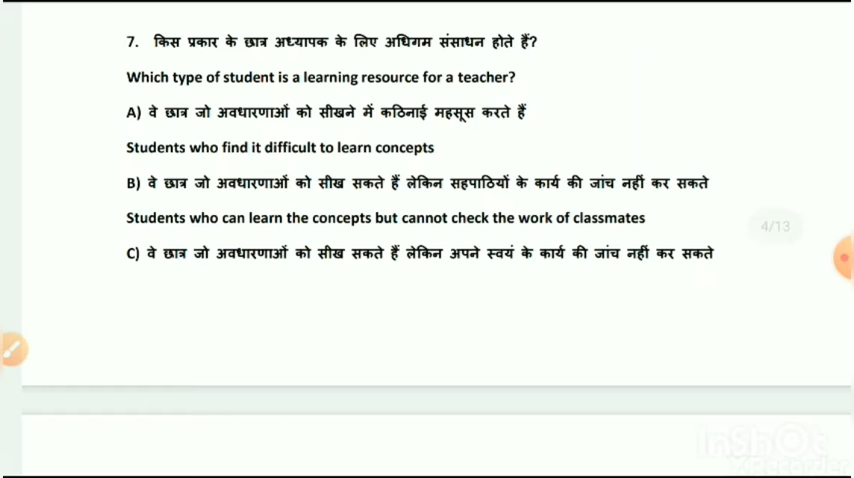 7. किस प्रकार के छात्र अध्यापक के लिए अधिगम संसाधन होते हैं?
Which type of student is a learning resource for a teacher?
A) वे छात्र जो अवधारणाओं को सीखने में कठिनाई महसूस करते हैं
Students who find it difficult to learn concepts
B) वे छात्र जो अवधारणाओं को सीख सकते हैं लेकिन सहपाठियों के कार्य की जांच नहीं कर सकते
Students who can learn the concepts but cannot check the work of classmates
4/13
C) वे छात्र जो अवधारणाओं को सीख सकते हैं लेकिन अपने स्वयं के कार्य की जांच नहीं कर सकते
InShOt
XRecorder